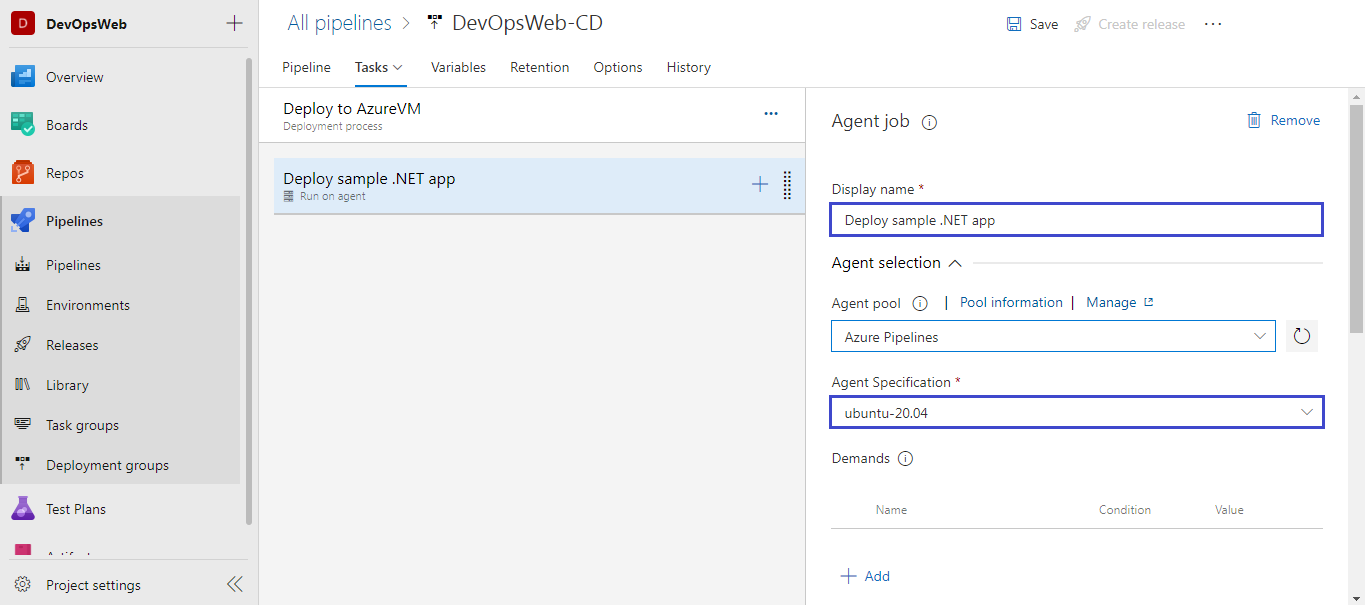 D DevOpsWeb
Overview
Boards
Repos
Pipelines
Pipelines
Environments
Releases
Library
Task groups
Deployment groups
Test Plans
Project settings
All pipelines > DevOpsWeb-CD
Save Create release ...
Pipeline Tasks Variables Retention Options History
Deploy to AzureVM
Deployment process
Deploy sample .NET app
Run on agent
Agent job
Remove
Display name *
Deploy sample .NET app
Agent selection
Agent pool | Pool information | Manage
Azure Pipelines
Agent Specification *
ubuntu-20.04
Demands
Name Condition Value
Add